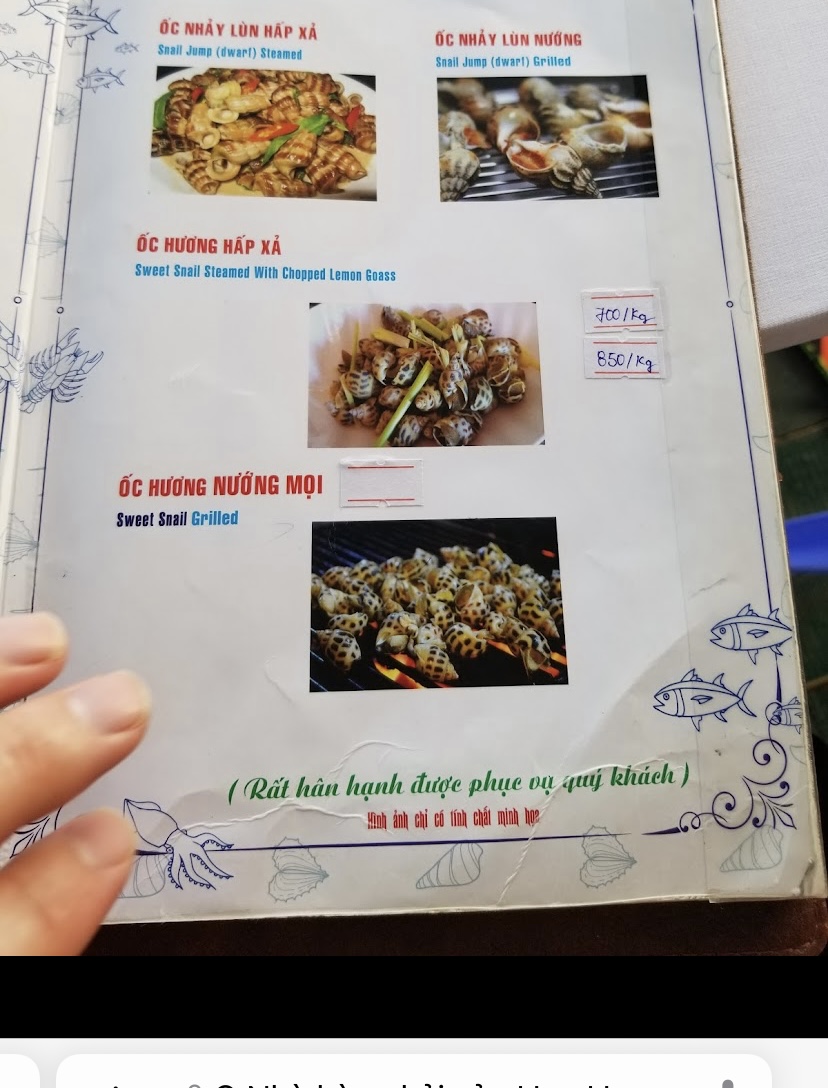 ỐC NHẢY LÙN HẤP XẢ
Snail Jump (dwarf) Steamed
ỐC NHẢY LÙN NƯỚNG
Snail Jump (dwarf) Grilled
ỐC HƯƠNG HẤP XẢ
Sweet Snail Steamed With Chopped Lemon Goass
700/Kg
850/Kg
ỐC HƯƠNG NƯỚNG MỌI
Sweet Snail Grilled
( Rất hân hạnh được phục vụ quý khách )
Hình ảnh chỉ có tính chất minh họa